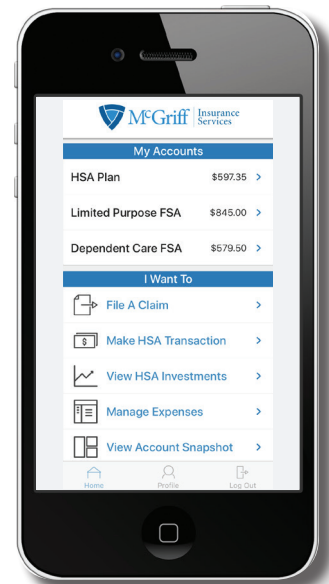 McGriff Insurance
Services
My Accounts
HSA Plan $597.35 >
Limited Purpose FSA $845.00 >
Dependent Care FSA $579.50 >
I Want To
File A Claim >
$ Make HSA Transaction >
View HSA Investments >
Manage Expenses >
View Account Snapshot >
Home Profile Log Out